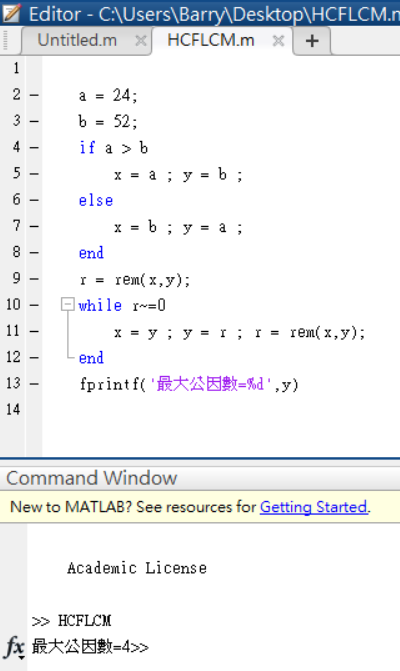 Editor - C:\Users\Barry\Desktop\HCFLCM.m
Untitled.m × HCFLCM.m × +
1
2 - a = 24;
3 - b = 52;
4 - if a > b
5 - x = a ; y = b ;
6 - else
7 - x = b ; y = a ;
8 - end
9 - r = rem(x,y);
10 - while r~=0
11 - x = y ; y = r ; r = rem(x,y);
12 - end
13 - fprintf('最大公因數=%d',y)
14
Command Window
New to MATLAB? See resources for Getting Started.
Academic License
>> HCFLCM
fx 最大公因數=4>>